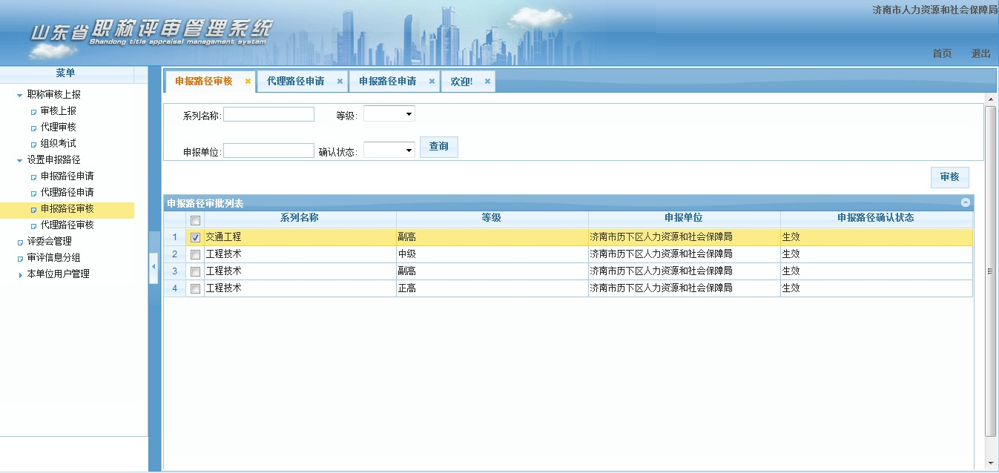 济南市人力资源和社会保障局
山东省职称评审管理系统
Shandong title appraisal management system
首页 退出
菜单
职称审核上报
审核上报
代理审核
组织考试
设置申报路径
申报路径申请
代理路径申请
申报路径审核
代理路径审核
评委会管理
审评信息分组
本单位用户管理
申报路径审核 代理路径申请 申报路径申请 欢迎!
系列名称: 等级:
申报单位: 确认状态: 查询
审核
申报路径审批列表
系列名称 等级 申报单位 申报路径确认状态
1 交通工程 副高 济南市历下区人力资源和社会保障局 生效
2 工程技术 中级 济南市历下区人力资源和社会保障局 生效
3 工程技术 副高 济南市历下区人力资源和社会保障局 生效
4 工程技术 正高 济南市历下区人力资源和社会保障局 生效